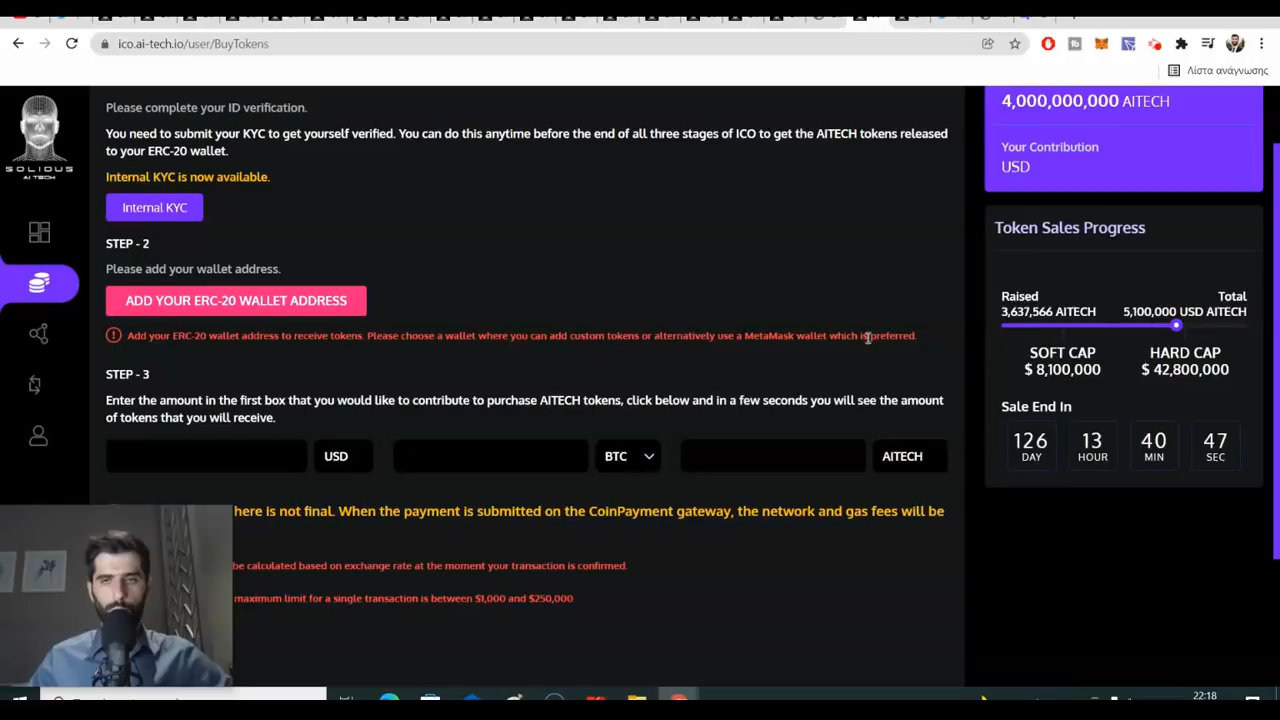 ico.ai-tech.io/user/BuyTokens
Λίστα ανάγνωσης
SOLIDUS
AI TECH
Please complete your ID verification.
You need to submit your KYC to get yourself verified. You can do this anytime before the end of all three stages of ICO to get the AITECH tokens released
to your ERC-20 wallet.
Internal KYC is now available.
Internal KYC
STEP - 2
Please add your wallet address.
ADD YOUR ERC-20 WALLET ADDRESS
Add your ERC-20 wallet address to receive tokens. Please choose a wallet where you can add custom tokens or alternatively use a MetaMask wallet which is preferred.
STEP - 3
Enter the amount in the first box that you would like to contribute to purchase AITECH tokens, click below and in a few seconds you will see the amount
of tokens that you will receive.
USD
BTC
AITECH
here is not final. When the payment is submitted on the CoinPayment gateway, the network and gas fees will be
be calculated based on exchange rate at the moment your transaction is confirmed.
maximum limit for a single transaction is between $1,000 and $250,000
4,000,000,000 AITECH
Your Contribution
USD
Token Sales Progress
Raised Total
3,637,566 AITECH 5,100,000 USD AITECH
SOFT CAP HARD CAP
$ 8,100,000 $ 42,800,000
Sale End In
126 13 40 47
DAY HOUR MIN SEC
22:18